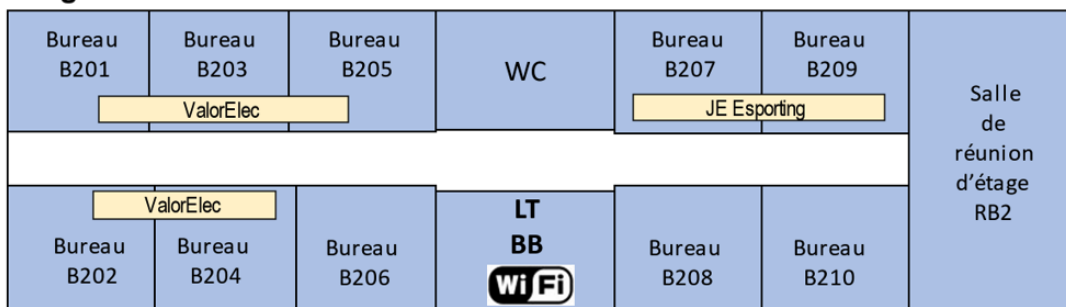 Bureau
B201
Bureau
B203
Bureau
B205
WC
Bureau
B207
Bureau
B209
ValorElec
JE Esporting
Salle
de
réunion
d'étage
RB2
ValorElec
Bureau
B202
Bureau
B204
Bureau
B206
LT
BB
WiFi
Bureau
B208
Bureau
B210